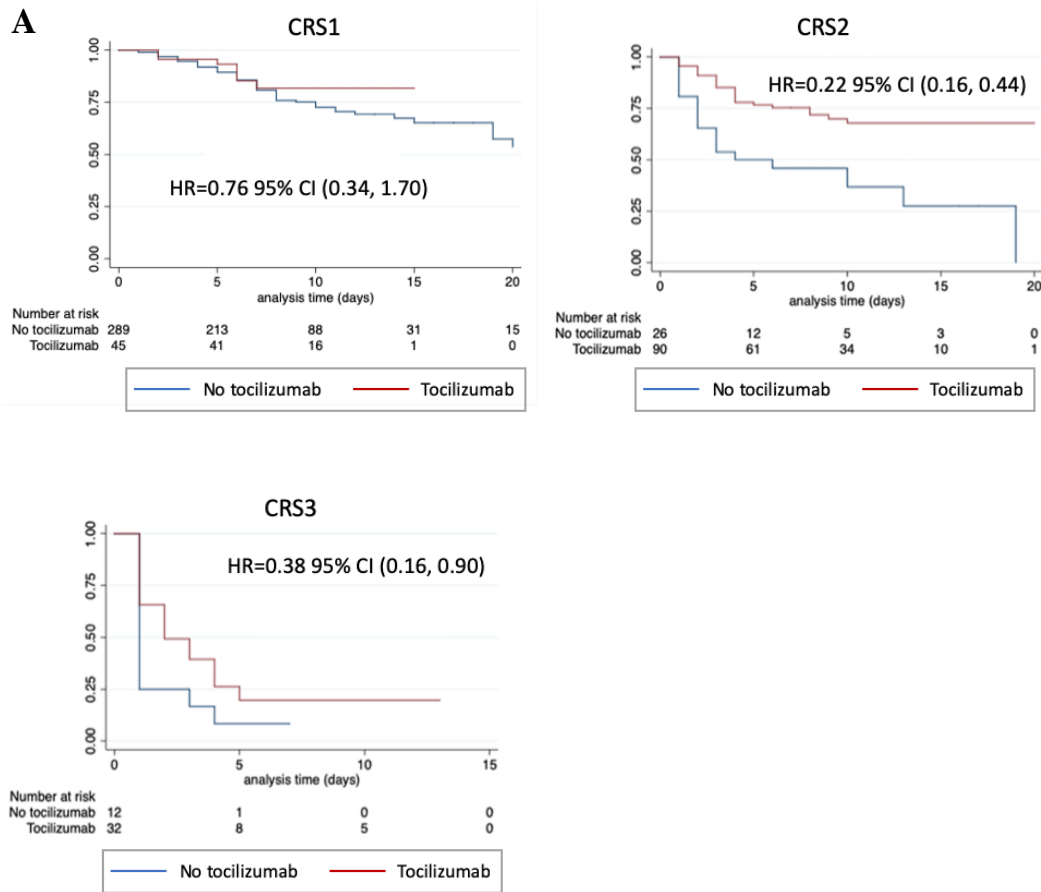 A
CRS1
1.00
0.75
0.50
0.25
0.00
HR=0.76 95% CI (0.34, 1.70)
0 5 10 15 20
analysis time (days)
Number at risk
No tocilizumab 289 213 88 31 15
Tocilizumab 45 41 16 1 0
No tocilizumab Tocilizumab
CRS2
1.00
0.75
0.50
0.25
0.00
HR=0.22 95% CI (0.16, 0.44)
0 5 10 15 20
analysis time (days)
Number at risk
No tocilizumab 26 12 5 3 0
Tocilizumab 90 61 34 10 1
No tocilizumab Tocilizumab
CRS3
1.00
0.75
0.50
0.25
0.00
HR=0.38 95% CI (0.16, 0.90)
0 5 10 15
analysis time (days)
Number at risk
No tocilizumab 12 1 0 0
Tocilizumab 32 8 5 0
No tocilizumab Tocilizumab